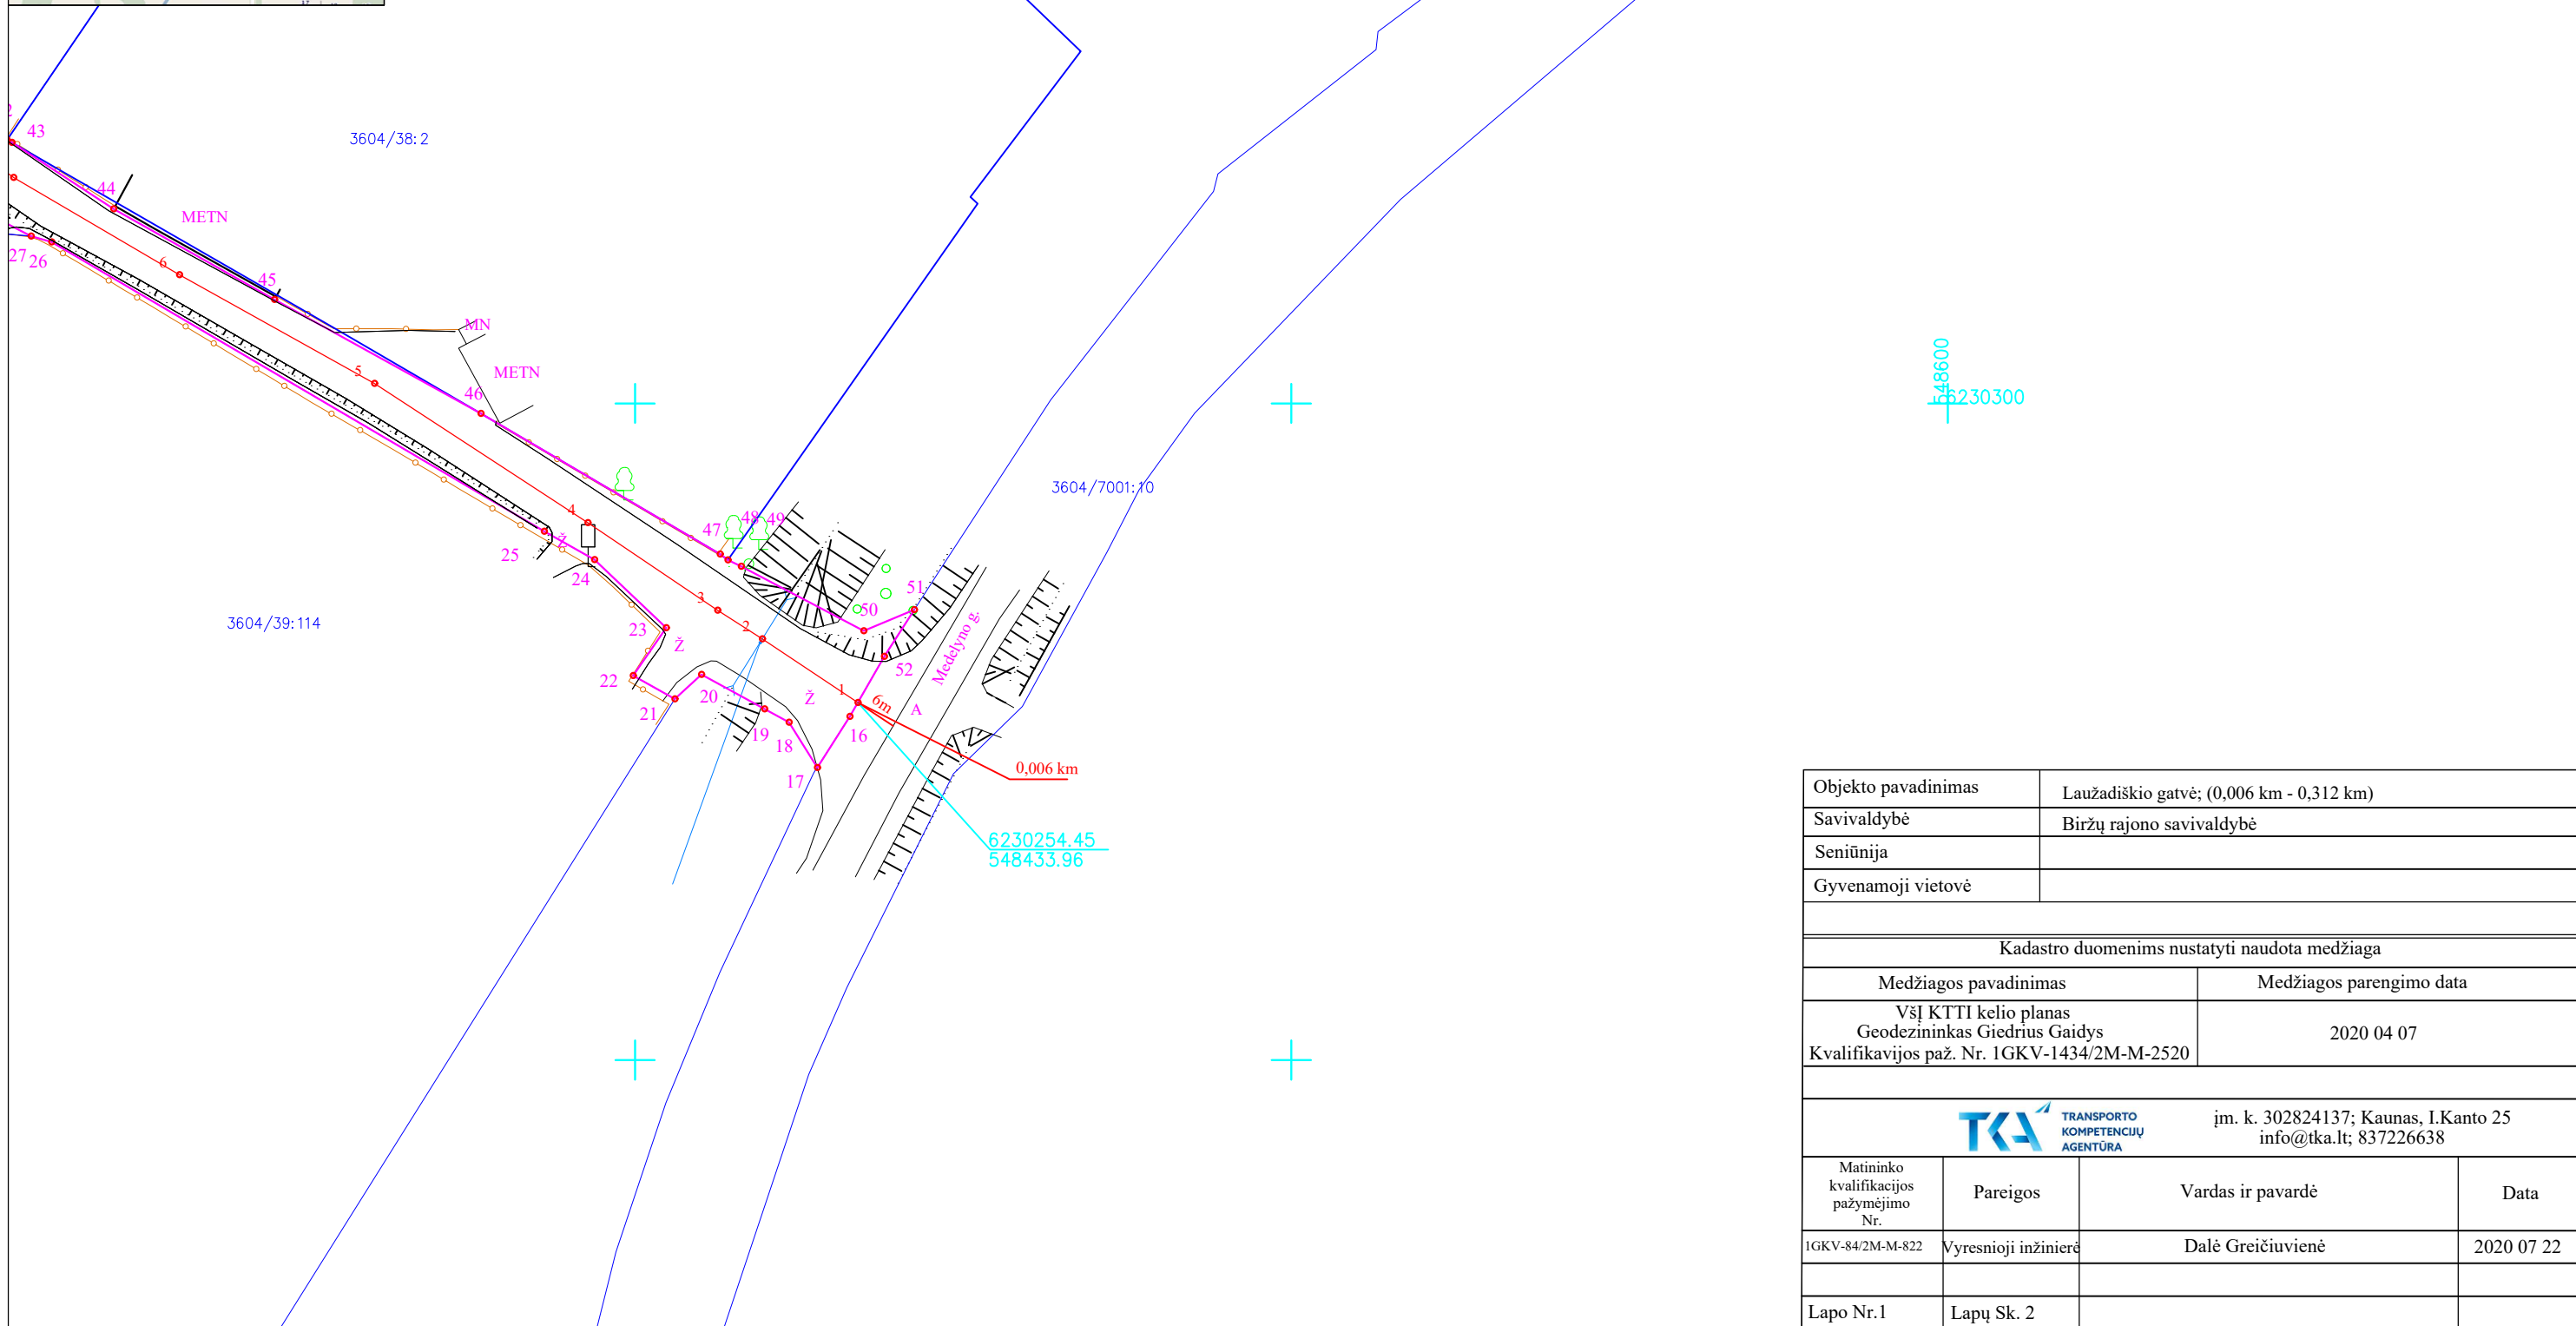 2
43
3604/38:2
44
METN
27
26
6
45
MN
5
METN
46
548600
6230300
3604/7001:10
4
47
48
49
Ž
25
24
3
51
50
3604/39:114
23
Ž
2
Medelyno g.
52
22
20
Ž
1
6m
A
21
19
16
18
17
0,006 km
6230254.45
548433.96
Objekto pavadinimas
Laužadiškio gatvė; (0,006 km - 0,312 km)
Savivaldybė
Biržų rajono savivaldybė
Seniūnija
Gyvenamoji vietovė
Kadastro duomenims nustatyti naudota medžiaga
Medžiagos pavadinimas
Medžiagos parengimo data
VšĮ KTTI kelio planas
Geodezininkas Giedrius Gaidys
Kvalifikavijos paž. Nr. 1GKV-1434/2M-M-2520
2020 04 07
TKA
TRANSPORTO
KOMPETENCIJŲ
AGENTŪRA
įm. k. 302824137; Kaunas, I.Kanto 25
info@tka.lt; 837226638
Matininko
kvalifikacijos
pažymėjimo
Nr.
Pareigos
Vardas ir pavardė
Data
1GKV-84/2M-M-822
Vyresnioji inžinierė
Dalė Greičiuvienė
2020 07 22
Lapo Nr.1
Lapų Sk. 2